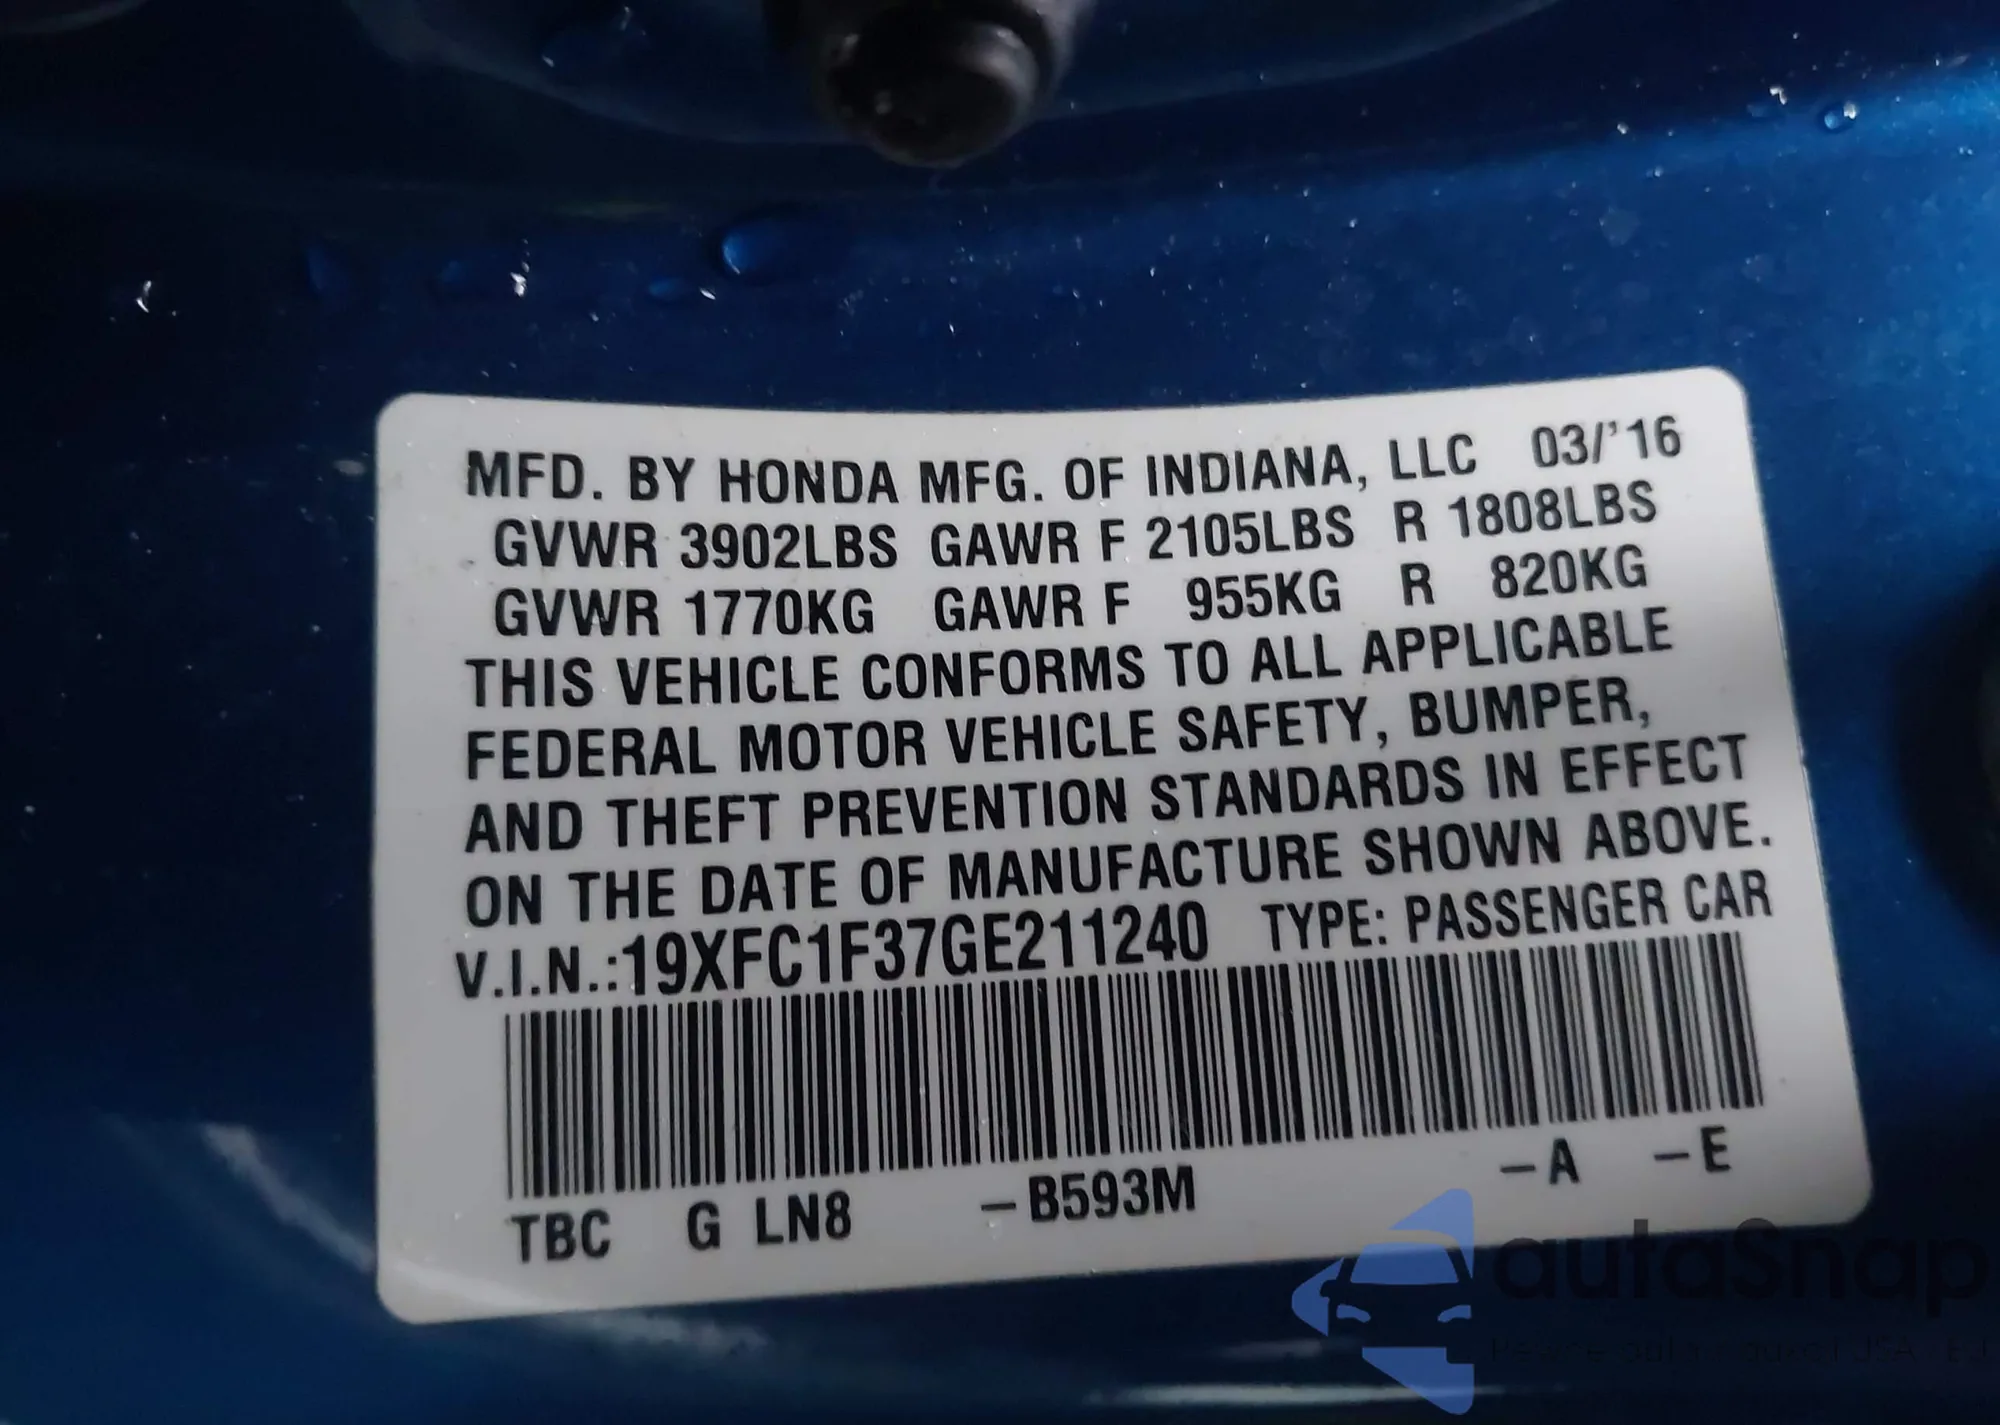 MFD. BY HONDA MFG. OF INDIANA, LLC 03/'16
GVWR 3902LBS GAWR F 2105LBS R 1808LBS
GVWR 1770KG GAWR F 955KG R 820KG
THIS VEHICLE CONFORMS TO ALL APPLICABLE
FEDERAL MOTOR VEHICLE SAFETY, BUMPER,
AND THEFT PREVENTION STANDARDS IN EFFECT
ON THE DATE OF MANUFACTURE SHOWN ABOVE.
V.I.N.:19XFC1F37GE211240 TYPE: PASSENGER CAR
TBC G LN8 –B593M –A –E
autaSnap